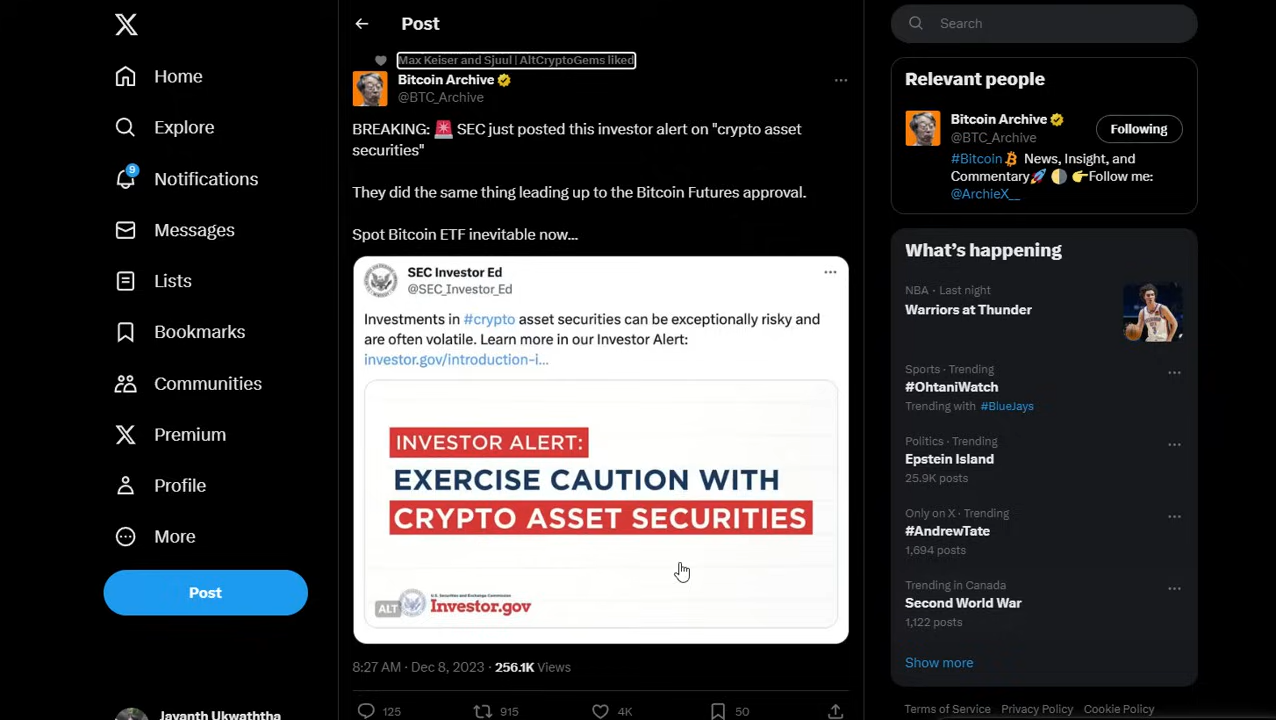 Home
Explore
9
Notifications
Messages
Lists
Bookmarks
Communities
Premium
Profile
More
Post
Jayanth Ukwaththa
Post
Max Keiser and Sjuul | AltCryptoGems liked
Bitcoin Archive
@BTC_Archive
BREAKING: 🚨 SEC just posted this investor alert on "crypto asset
securities"
They did the same thing leading up to the Bitcoin Futures approval.
Spot Bitcoin ETF inevitable now...
SEC Investor Ed
@SEC_Investor_Ed
Investments in #crypto asset securities can be exceptionally risky and
are often volatile. Learn more in our Investor Alert:
investor.gov/introduction-i...
INVESTOR ALERT:
EXERCISE CAUTION WITH
CRYPTO ASSET SECURITIES
ALT
U.S. Securities and Exchange Commission
Investor.gov
8:27 AM · Dec 8, 2023 · 256.1K Views
125 915 4K 50
Search
Relevant people
Bitcoin Archive
@BTC_Archive
Following
#Bitcoin News, Insight, and
Commentary🚀 🌗 👉Follow me:
@ArchieX__
What's happening
NBA · Last night
Warriors at Thunder
Sports · Trending
#OhtaniWatch
Trending with #BlueJays
Politics · Trending
Epstein Island
25.9K posts
Only on X · Trending
#AndrewTate
1,694 posts
Trending in Canada
Second World War
1,122 posts
Show more
Terms of Service Privacy Policy Cookie Policy